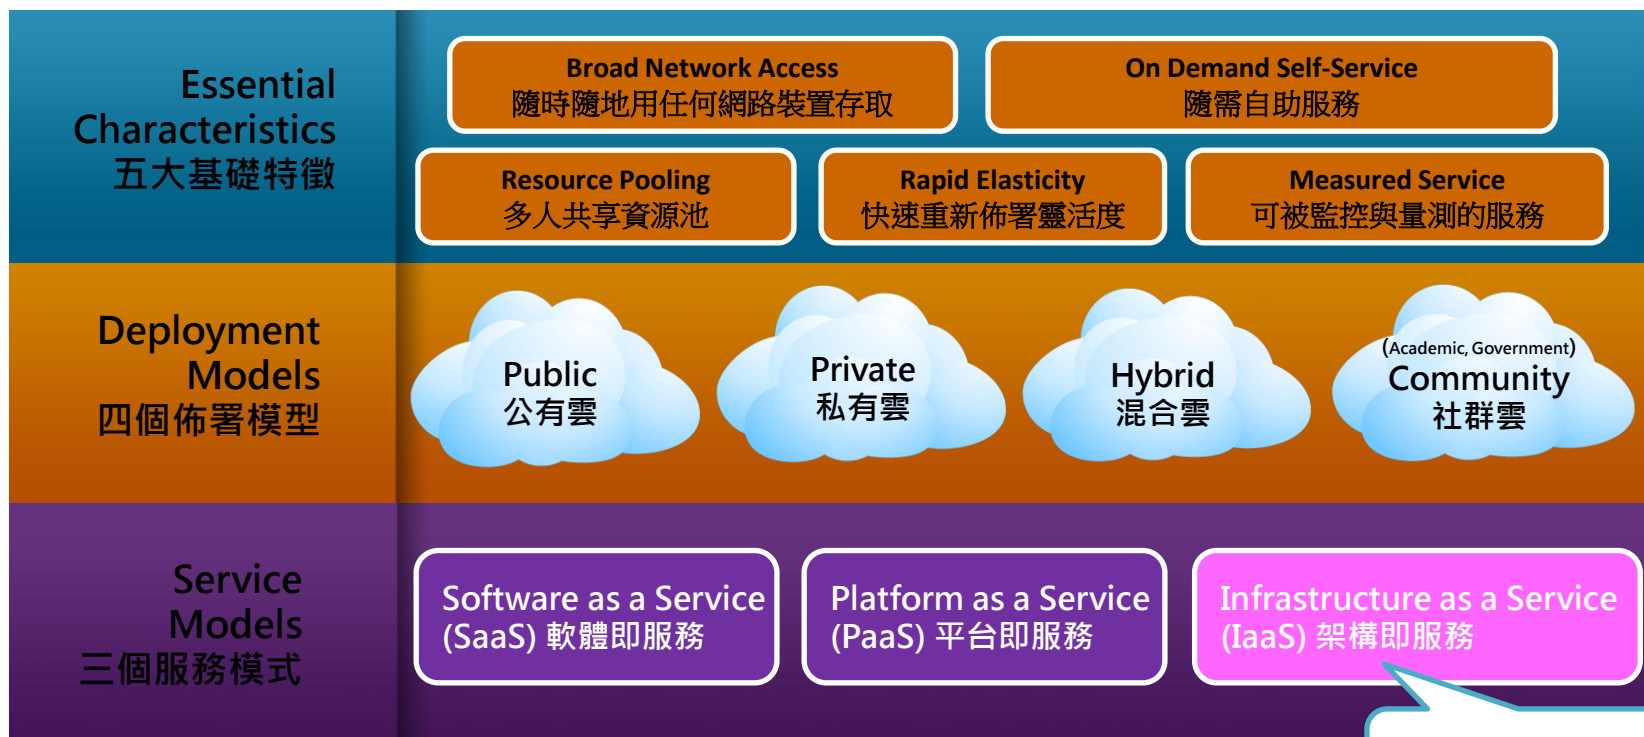 Essential
Characteristics
五大基礎特徵
Broad Network Access
隨時隨地用任何網路裝置存取
On Demand Self-Service
隨需自助服務
Resource Pooling
多人共享資源池
Rapid Elasticity
快速重新佈署靈活度
Measured Service
可被監控與量測的服務
Deployment
Models
四個佈署模型
Public
公有雲
Private
私有雲
Hybrid
混合雲
(Academic, Government)
Community
社群雲
Service
Models
三個服務模式
Software as a Service
(SaaS) 軟體即服務
Platform as a Service
(PaaS) 平台即服務
Infrastructure as a Service
(IaaS) 架構即服務